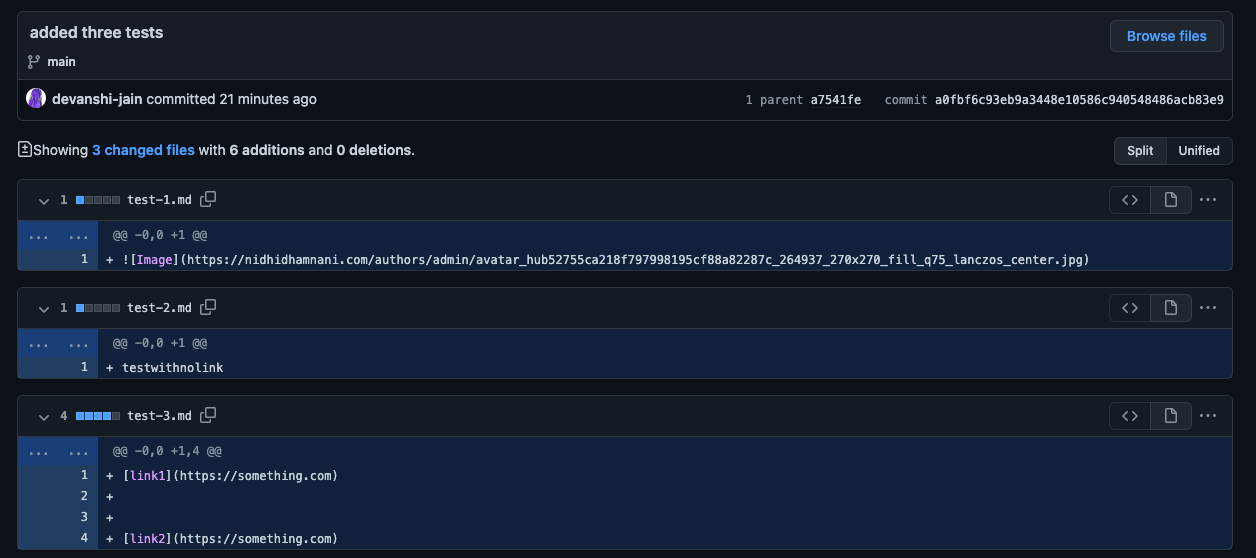 added three tests
Browse files
main
devanshi-jain committed 21 minutes ago
1 parent a7541fe commit a0fbf6c93eb9a3448e10586c940548486acb83e9
Showing 3 changed files with 6 additions and 0 deletions.
Split Unified
1 test-1.md
... ... @@ -0,0 +1 @@
1 + ![Image](https://nidhidhamnani.com/authors/admin/avatar_hub52755ca218f797998195cf88a82287c_264937_270x270_fill_q75_lanczos_center.jpg)
1 test-2.md
... ... @@ -0,0 +1 @@
1 + testwithnolink
4 test-3.md
... ... @@ -0,0 +1,4 @@
1 + [link1](https://something.com)
2 +
3 +
4 + [link2](https://something.com)